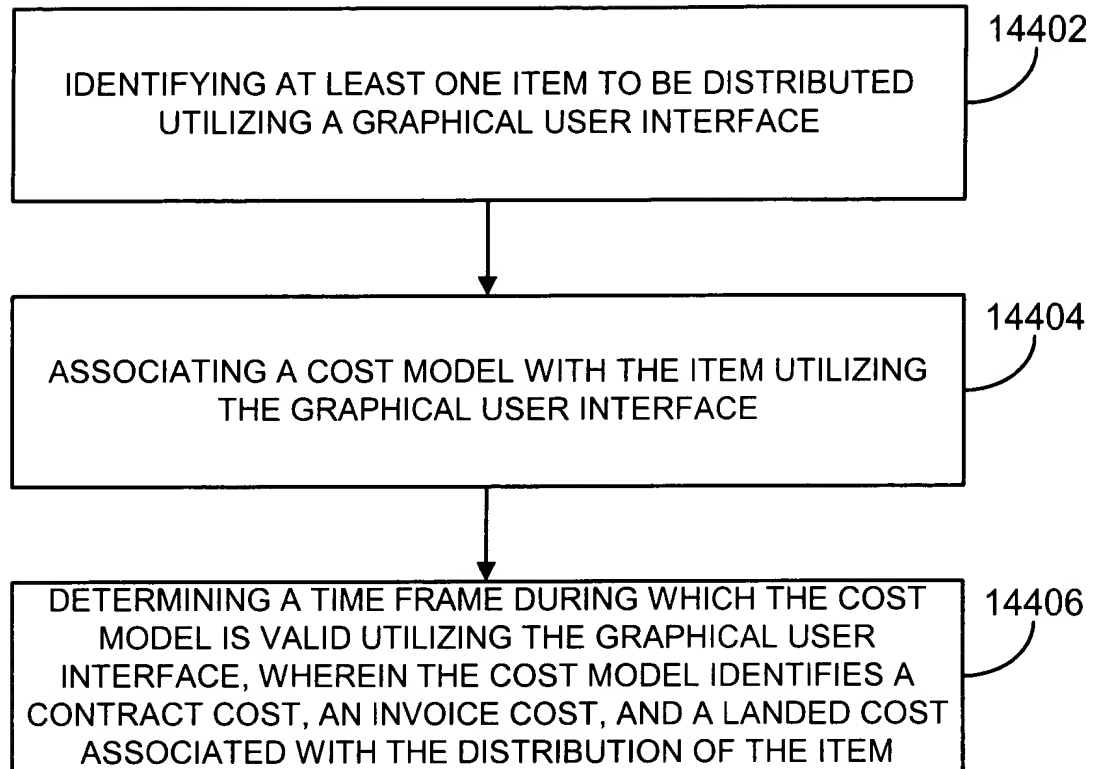 14402
IDENTIFYING AT LEAST ONE ITEM TO BE DISTRIBUTED
UTILIZING A GRAPHICAL USER INTERFACE
14404
ASSOCIATING A COST MODEL WITH THE ITEM UTILIZING
THE GRAPHICAL USER INTERFACE
14406
DETERMINING A TIME FRAME DURING WHICH THE COST
MODEL IS VALID UTILIZING THE GRAPHICAL USER
INTERFACE, WHEREIN THE COST MODEL IDENTIFIES A
CONTRACT COST, AN INVOICE COST, AND A LANDED COST
ASSOCIATED WITH THE DISTRIBUTION OF THE ITEM